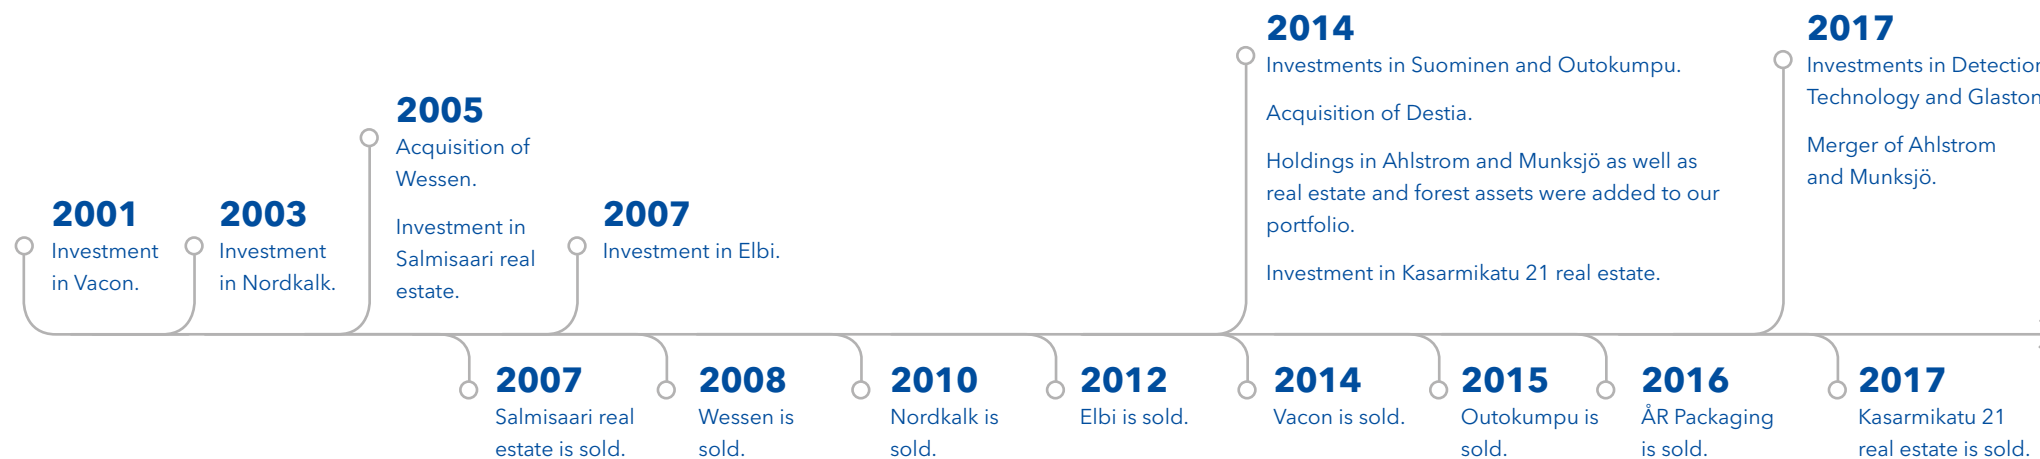 2001
Investment
in Vacon.
2003
Investment
in Nordkalk.
2005
Acquisition of
Wessen.
Investment in
Salmisaari real
estate.
2007
Investment in Elbi.
2014
Investments in Suominen and Outokumpu.
Acquisition of Destia.
Holdings in Ahlstrom and Munksjö as well as
real estate and forest assets were added to our
portfolio.
Investment in Kasarmikatu 21 real estate.
2017
Investments in Detection
Technology and Glaston
Merger of Ahlstrom
and Munksjö.
2007
Salmisaari real
estate is sold.
2008
Wessen is
sold.
2010
Nordkalk is
sold.
2012
Elbi is sold.
2014
Vacon is sold.
2015
Outokumpu is
sold.
2016
ÅR Packaging
is sold.
2017
Kasarmikatu 21
real estate is sold.